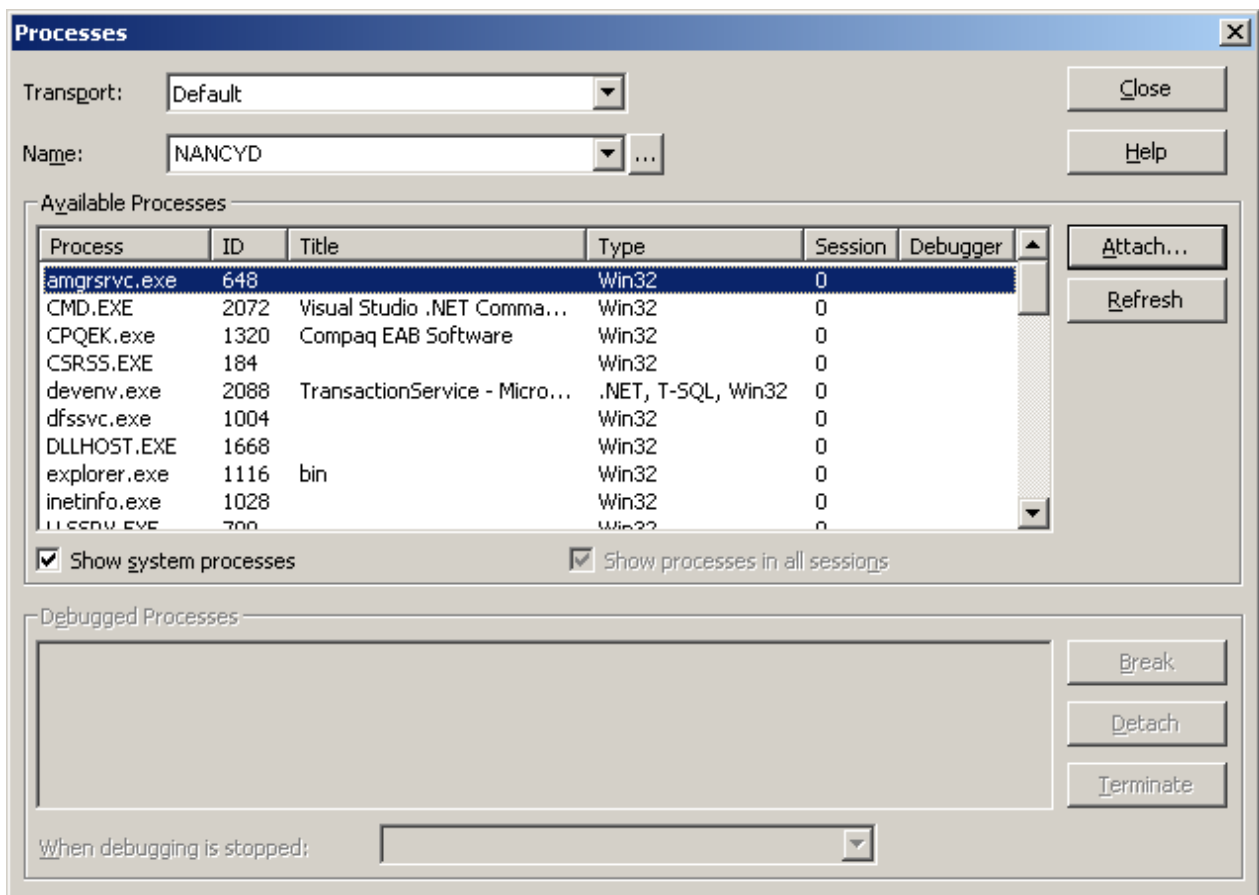 Processes
Transport: Default Close
Name: NANCYD ... Help
Available Processes
Process ID Title Type Session Debugger Attach...
amgrsrvc.exe 648 Win32 0
CMD.EXE 2072 Visual Studio .NET Comma... Win32 0 Refresh
CPQEK.exe 1320 Compaq EAB Software Win32 0
CSRSS.EXE 184 Win32 0
devenv.exe 2088 TransactionService - Micro... .NET, T-SQL, Win32 0
dfssvc.exe 1004 Win32 0
DLLHOST.EXE 1668 Win32 0
explorer.exe 1116 bin Win32 0
inetinfo.exe 1028 Win32 0
Win32 0
Show system processes Show processes in all sessions
Debugged Processes
Break
Detach
Terminate
When debugging is stopped: